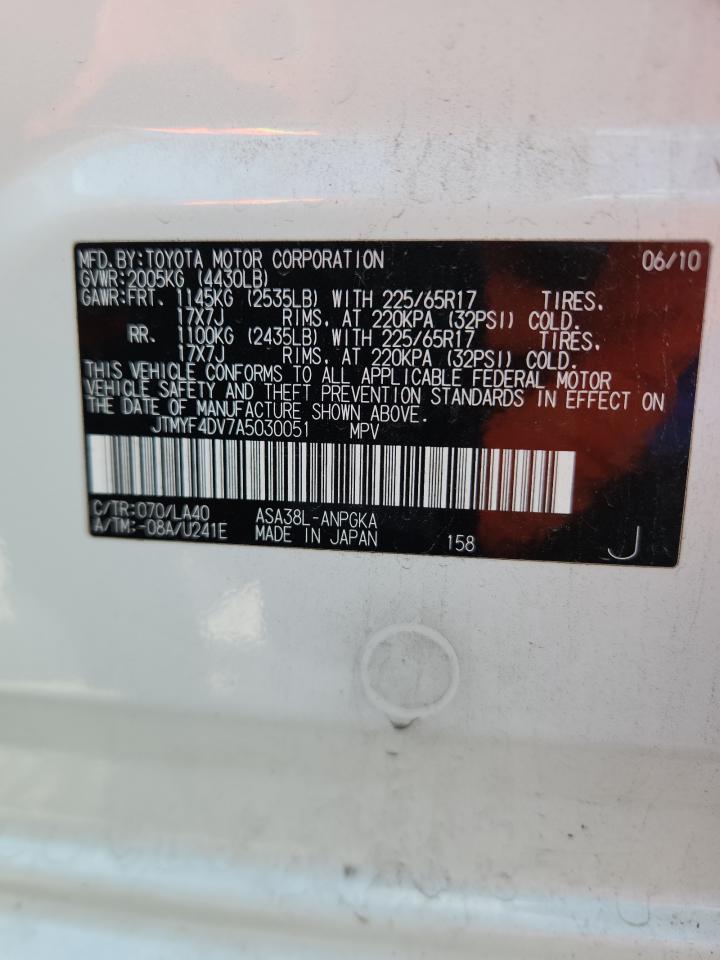 MFD.BY:TOYOTA MOTOR CORPORATION 06/10
GVWR:2005KG (4430LB)
GAWR:FRT. 1145KG (2535LB) WITH 225/65R17 TIRES,
17X7J RIMS, AT 220KPA (32PSI) COLD.
RR. 1100KG (2435LB) WITH 225/65R17 TIRES,
17X7J RIMS, AT 220KPA (32PSI) COLD.
THIS VEHICLE CONFORMS TO ALL APPLICABLE FEDERAL MOTOR
VEHICLE SAFETY AND THEFT PREVENTION STANDARDS IN EFFECT ON
THE DATE OF MANUFACTURE SHOWN ABOVE.
JTMYF4DV7A5030051 MPV
C/TR:070/LA40 ASA38L-ANPGKA
A/TM:-08A/U241E MADE IN JAPAN 158 J